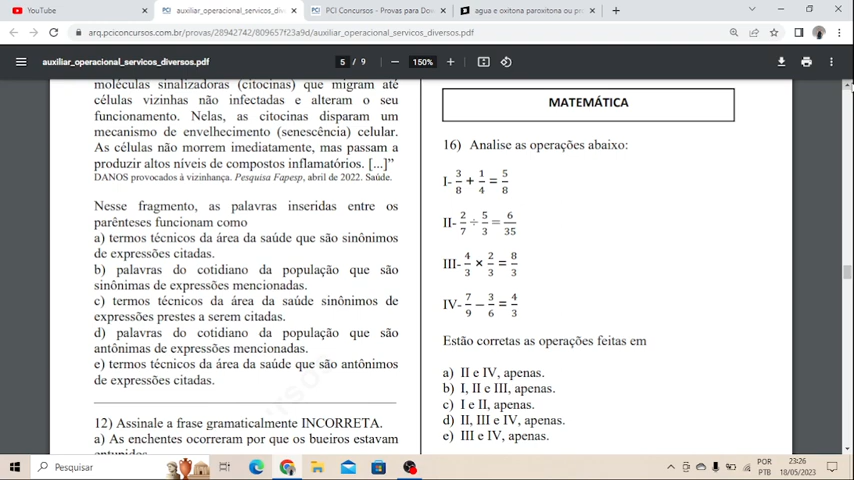 YouTube
auxiliar_operacional_servicos_div
PCI Concursos - Provas para Dow
agua e oxitona paroxitona ou pro
arq.pciconcursos.com.br/provas/28942742/809657f23a9d/auxiliar_operacional_servicos_diversos.pdf
auxiliar_operacional_servicos_diversos.pdf
5 / 9
150%
moléculas sinalizadoras (citocinas) que migram até
células vizinhas não infectadas e alteram o seu
funcionamento. Nelas, as citocinas disparam um
mecanismo de envelhecimento (senescência) celular.
As células não morrem imediatamente, mas passam a
produzir altos níveis de compostos inflamatórios. [...]”
DANOS provocados à vizinhança. Pesquisa Fapesp, abril de 2022. Saúde.
Nesse fragmento, as palavras inseridas entre os
parênteses funcionam como
a) termos técnicos da área da saúde que são sinônimos
de expressões citadas.
b) palavras do cotidiano da população que são
sinônimas de expressões mencionadas.
c) termos técnicos da área da saúde sinônimos de
expressões prestes a serem citadas.
d) palavras do cotidiano da população que são
antônimas de expressões mencionadas.
e) termos técnicos da área da saúde que são antônimos
de expressões citadas.
12) Assinale a frase gramaticalmente INCORRETA.
a) As enchentes ocorreram por que os bueiros estavam
entupidos.
MATEMÁTICA
16) Analise as operações abaixo:
I- 3/8 + 1/4 = 5/8
II- 2/7 ÷ 5/3 = 6/35
III- 4/3 × 2/3 = 8/3
IV- 7/9 − 3/6 = 4/3
Estão corretas as operações feitas em
a) II e IV, apenas.
b) I, II e III, apenas.
c) I e II, apenas.
d) II, III e IV, apenas.
e) III e IV, apenas.
Pesquisar
POR
PTB
23:26
18/05/2023